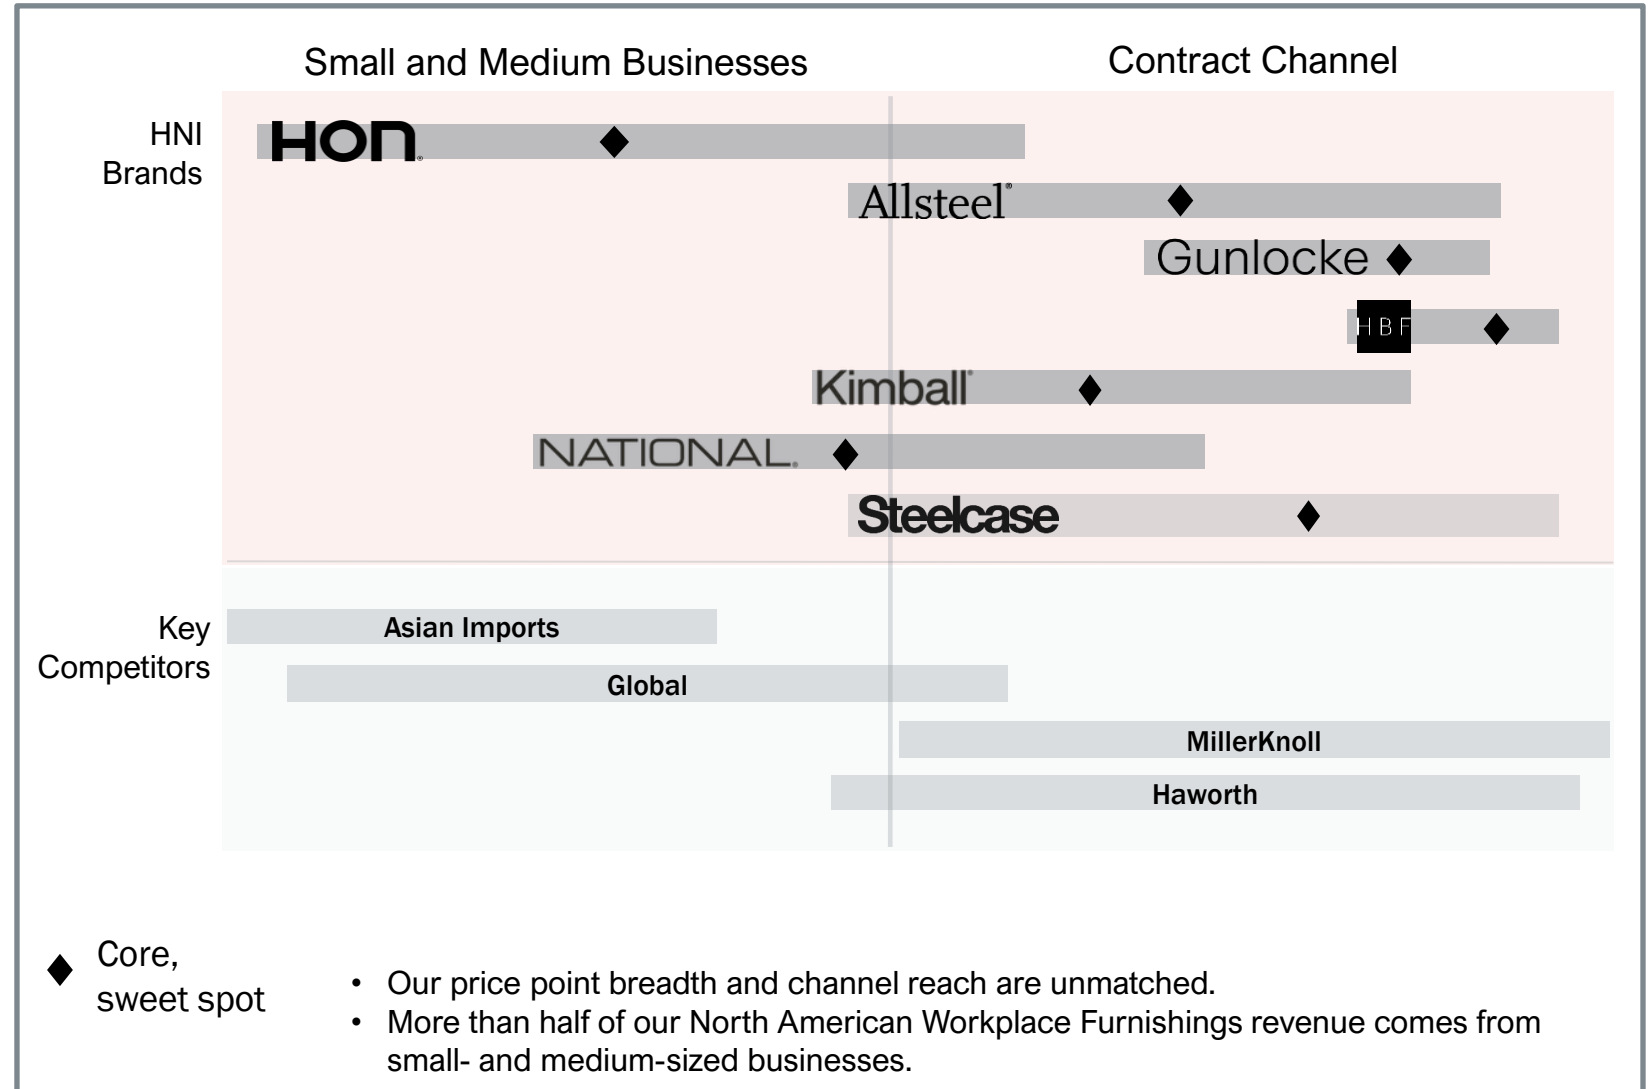 Small and Medium Businesses
Contract Channel
HNI
Brands
HON®
Allsteel®
Gunlocke
HBF
Kimball®
NATIONAL®
Steelcase
Key
Competitors
Asian Imports
Global
MillerKnoll
Haworth
Core,
sweet spot
• Our price point breadth and channel reach are unmatched.
• More than half of our North American Workplace Furnishings revenue comes from
small- and medium-sized businesses.